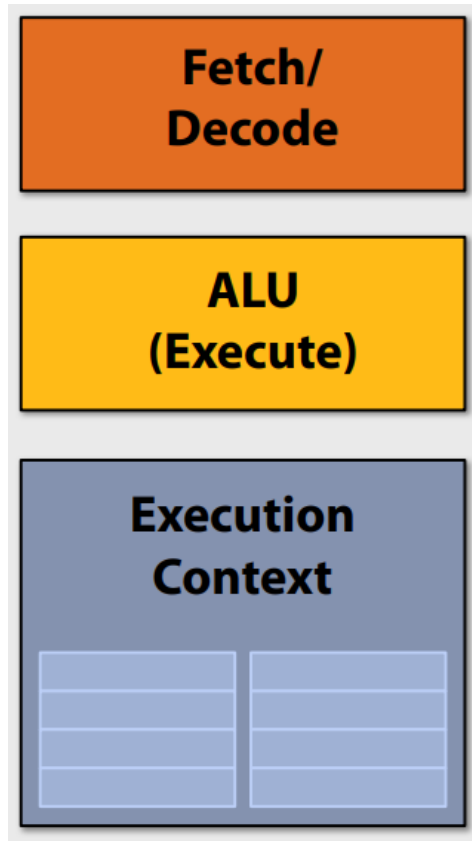 Fetch/
Decode
ALU
(Execute)
Execution
Context